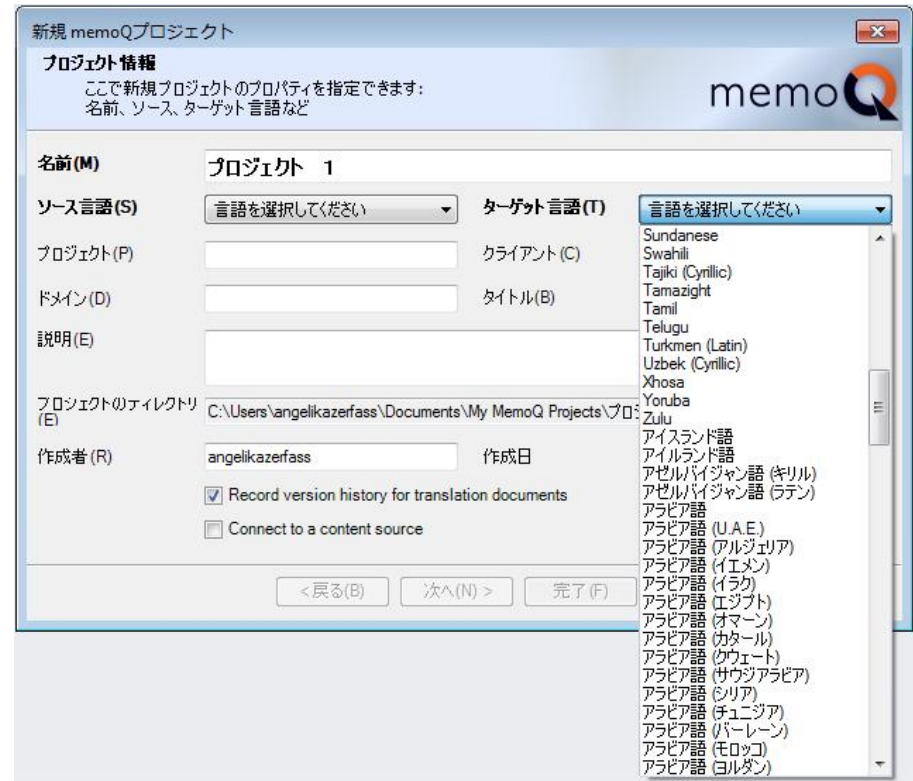 新規 memoQプロジェクト
プロジェクト情報
ここで新規プロジェクトのプロパティを指定できます:
名前、ソース、ターゲット言語など
memoQ
名前(M)
プロジェクト 1
ソース言語(S)
言語を選択してください
ターゲット言語(T)
言語を選択してください
プロジェクト(P)
クライアント(C)
ドメイン(D)
タイトル(B)
説明(E)
プロジェクトのディレクトリ
(E)
C:\Users\angelikazerfass\Documents\My MemoQ Projects\プロ
作成者(R)
angelikazerfass
作成日
Record version history for translation documents
Connect to a content source
<戻る(B)
次へ(N) >
完了(F)
Sundanese
Swahili
Tajiki (Cyrillic)
Tamazight
Tamil
Telugu
Turkmen (Latin)
Uzbek (Cyrillic)
Xhosa
Yoruba
Zulu
アイスランド語
アイルランド語
アゼルバイジャン語 (キリル)
アゼルバイジャン語 (ラテン)
アラビア語
アラビア語 (U.A.E.)
アラビア語 (アルジェリア)
アラビア語 (イエメン)
アラビア語 (イラク)
アラビア語 (エジプト)
アラビア語 (オマーン)
アラビア語 (カタール)
アラビア語 (クウェート)
アラビア語 (サウジアラビア)
アラビア語 (シリア)
アラビア語 (チュニジア)
アラビア語 (バーレーン)
アラビア語 (モロッコ)
アラビア語 (ヨルダン)